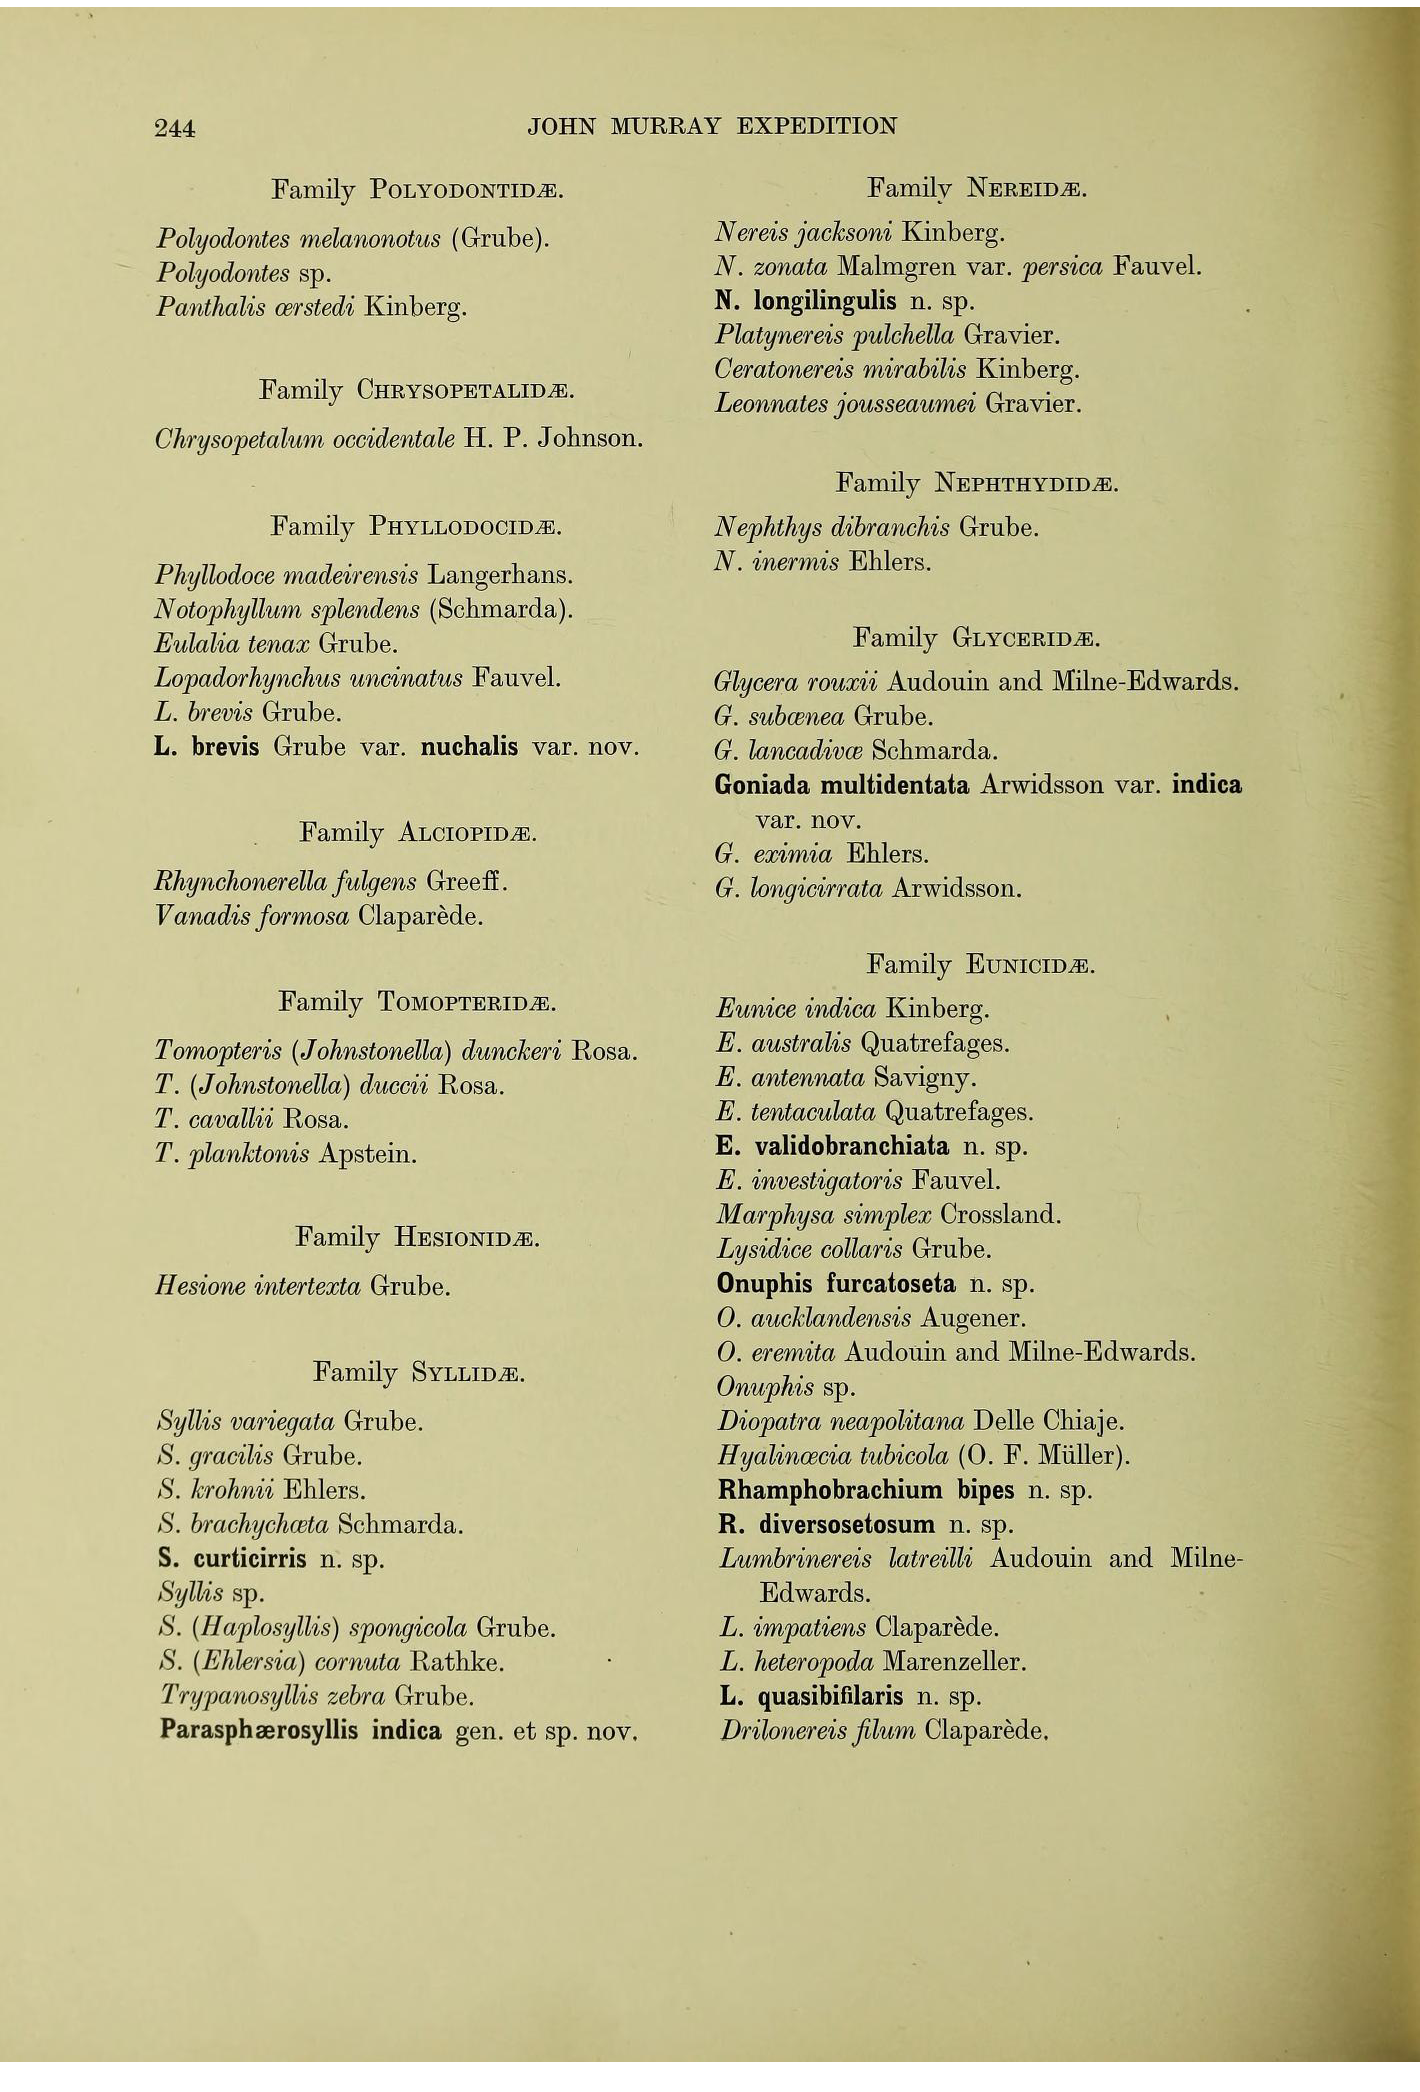 244
JOHN MURRAY EXPEDITION
Family POLYODONTIDÆ.
Polyodontes melanonotus (Grube).
Polyodontes sp.
Panthalis œrstedi Kinberg.
Family CHRYSOPETALIDÆ.
Chrysopetalum occidentale H. P. Johnson.
Family PHYLLODOCIDÆ.
Phyllodoce madeirensis Langerhans.
Notophyllum splendens (Schmarda).
Eulalia tenax Grube.
Lopadorhynchus uncinatus Fauvel.
L. brevis Grube.
L. brevis Grube var. nuchalis var. nov.
Family ALCIOPIDÆ.
Rhynchonerella fulgens Greeff.
Vanadis formosa Claparède.
Family TOMOPTERIDÆ.
Tomopteris (Johnstonella) dunckeri Rosa.
T. (Johnstonella) duccii Rosa.
T. cavallii Rosa.
T. planktonis Apstein.
Family HESIONIDÆ.
Hesione intertexta Grube.
Family SYLLIDÆ.
Syllis variegata Grube.
S. gracilis Grube.
S. krohnii Ehlers.
S. brachychæta Schmarda.
S. curticirris n. sp.
Syllis sp.
S. (Haplosyllis) spongicola Grube.
S. (Ehlersia) cornuta Rathke.
Trypanosyllis zebra Grube.
Parasphærosyllis indica gen. et sp. nov.
Family NEREIDÆ.
Nereis jacksoni Kinberg.
N. zonata Malmgren var. persica Fauvel.
N. longilingulis n. sp.
Platynereis pulchella Gravier.
Ceratonereis mirabilis Kinberg.
Leonnates jousseaumei Gravier.
Family NEPHTHYDIDÆ.
Nephthys dibranchis Grube.
N. inermis Ehlers.
Family GLYCERIDÆ.
Glycera rouxii Audouin and Milne-Edwards.
G. subœnea Grube.
G. lancadivæ Schmarda.
Goniada multidentata Arwidsson var. indica
var. nov.
G. eximia Ehlers.
G. longicirrata Arwidsson.
Family EUNICIDÆ.
Eunice indica Kinberg.
E. australis Quatrefages.
E. antennata Savigny.
E. tentaculata Quatrefages.
E. validobranchiata n. sp.
E. investigatoris Fauvel.
Marphysa simplex Crossland.
Lysidice collaris Grube.
Onuphis furcatoseta n. sp.
O. aucklandensis Augener.
O. eremita Audouin and Milne-Edwards.
Onuphis sp.
Diopatra neapolitana Delle Chiaje.
Hyalinœcia tubicola (O. F. Müller).
Rhamphobrachium bipes n. sp.
R. diversosetosum n. sp.
Lumbrinereis latreilli Audouin and Milne-
Edwards.
L. impatiens Claparède.
L. heteropoda Marenzeller.
L. quasibifilaris n. sp.
Drilonereis filum Claparède.